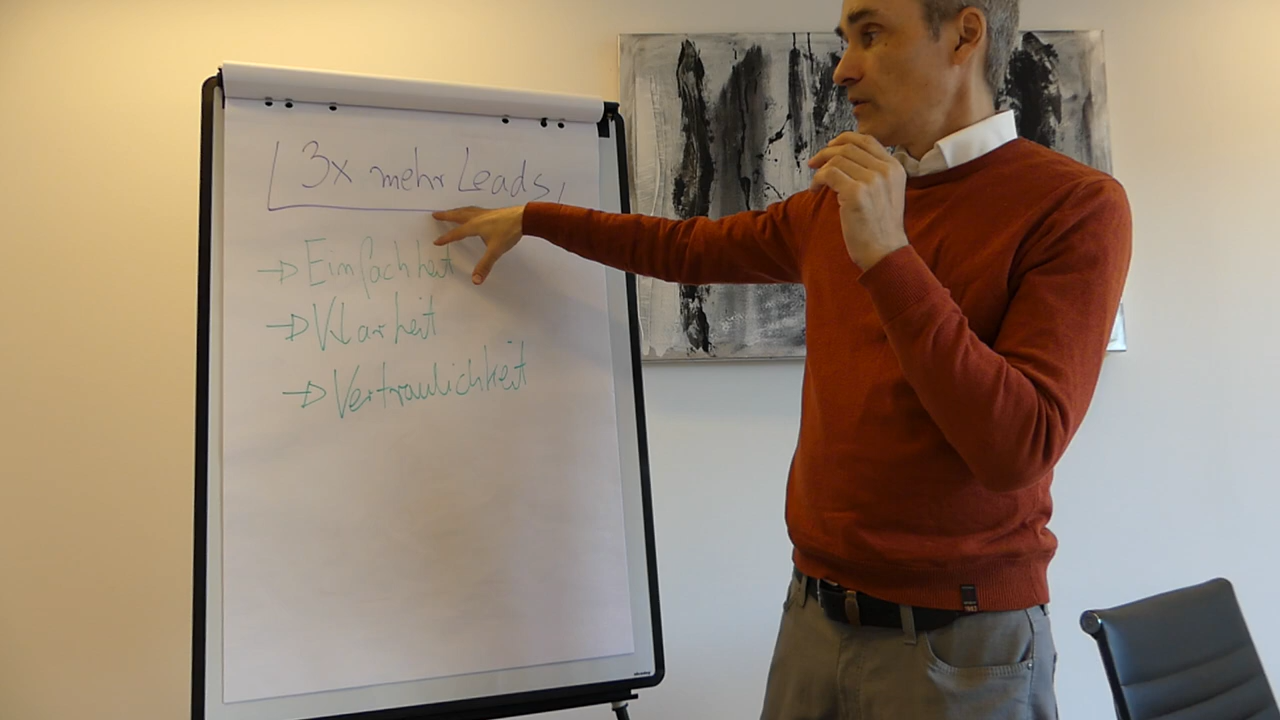 3x mehr Leads
→ Einfachheit
→ Klarheit
→ Vertraulichkeit